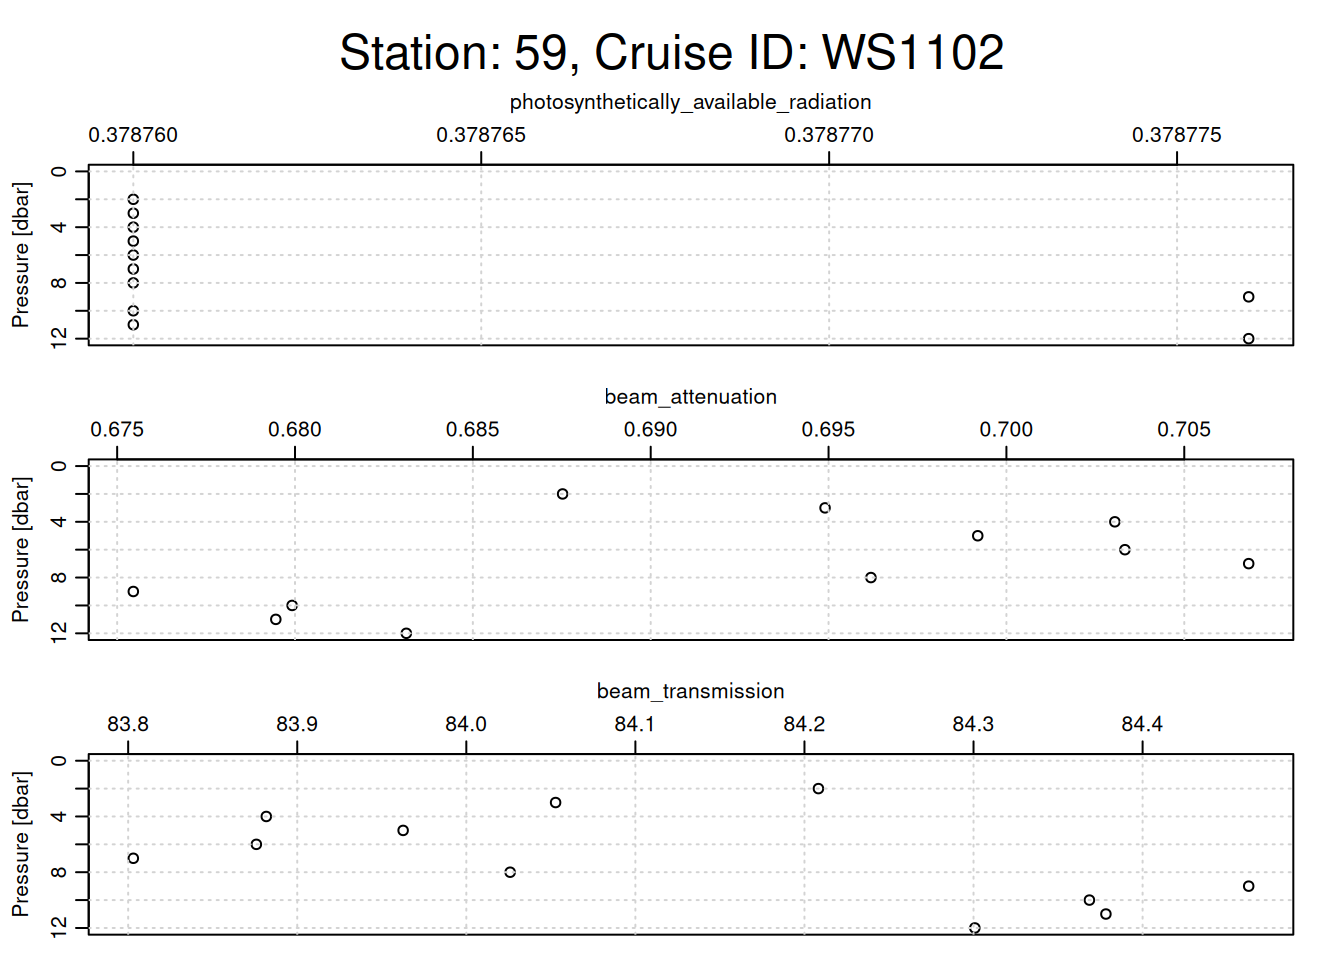 Station: 59, Cruise ID: WS1102
photosynthetically_available_radiation
0.378760 0.378765 0.378770 0.378775
Pressure [dbar]
0
4
8
12
beam_attenuation
0.675 0.680 0.685 0.690 0.695 0.700 0.705
Pressure [dbar]
0
4
8
12
beam_transmission
83.8 83.9 84.0 84.1 84.2 84.3 84.4
Pressure [dbar]
0
4
8
12